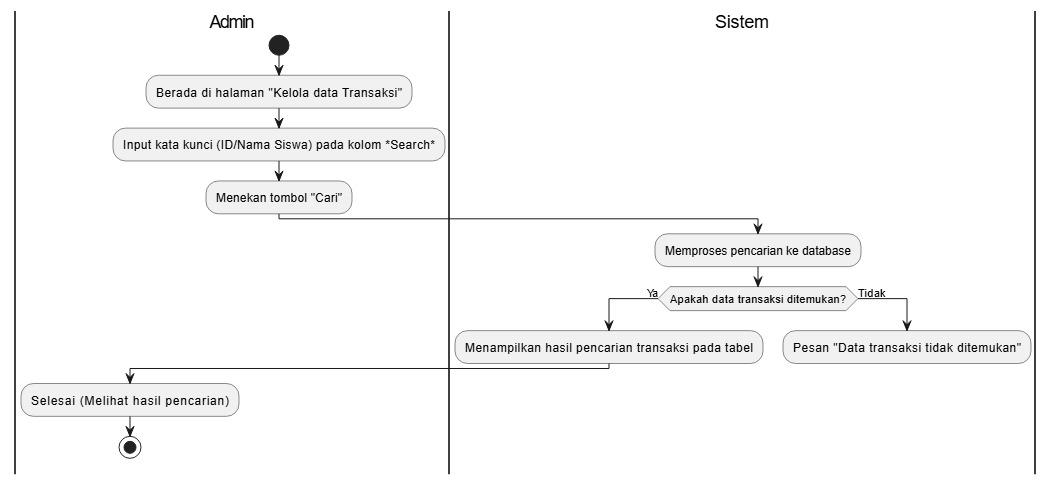 Admin
Sistem
Berada di halaman "Kelola data Transaksi"
Input kata kunci (ID/Nama Siswa) pada kolom *Search*
Menekan tombol "Cari"
Memproses pencarian ke database
Ya
Apakah data transaksi ditemukan?
Tidak
Menampilkan hasil pencarian transaksi pada tabel
Pesan "Data transaksi tidak ditemukan"
Selesai (Melihat hasil pencarian)